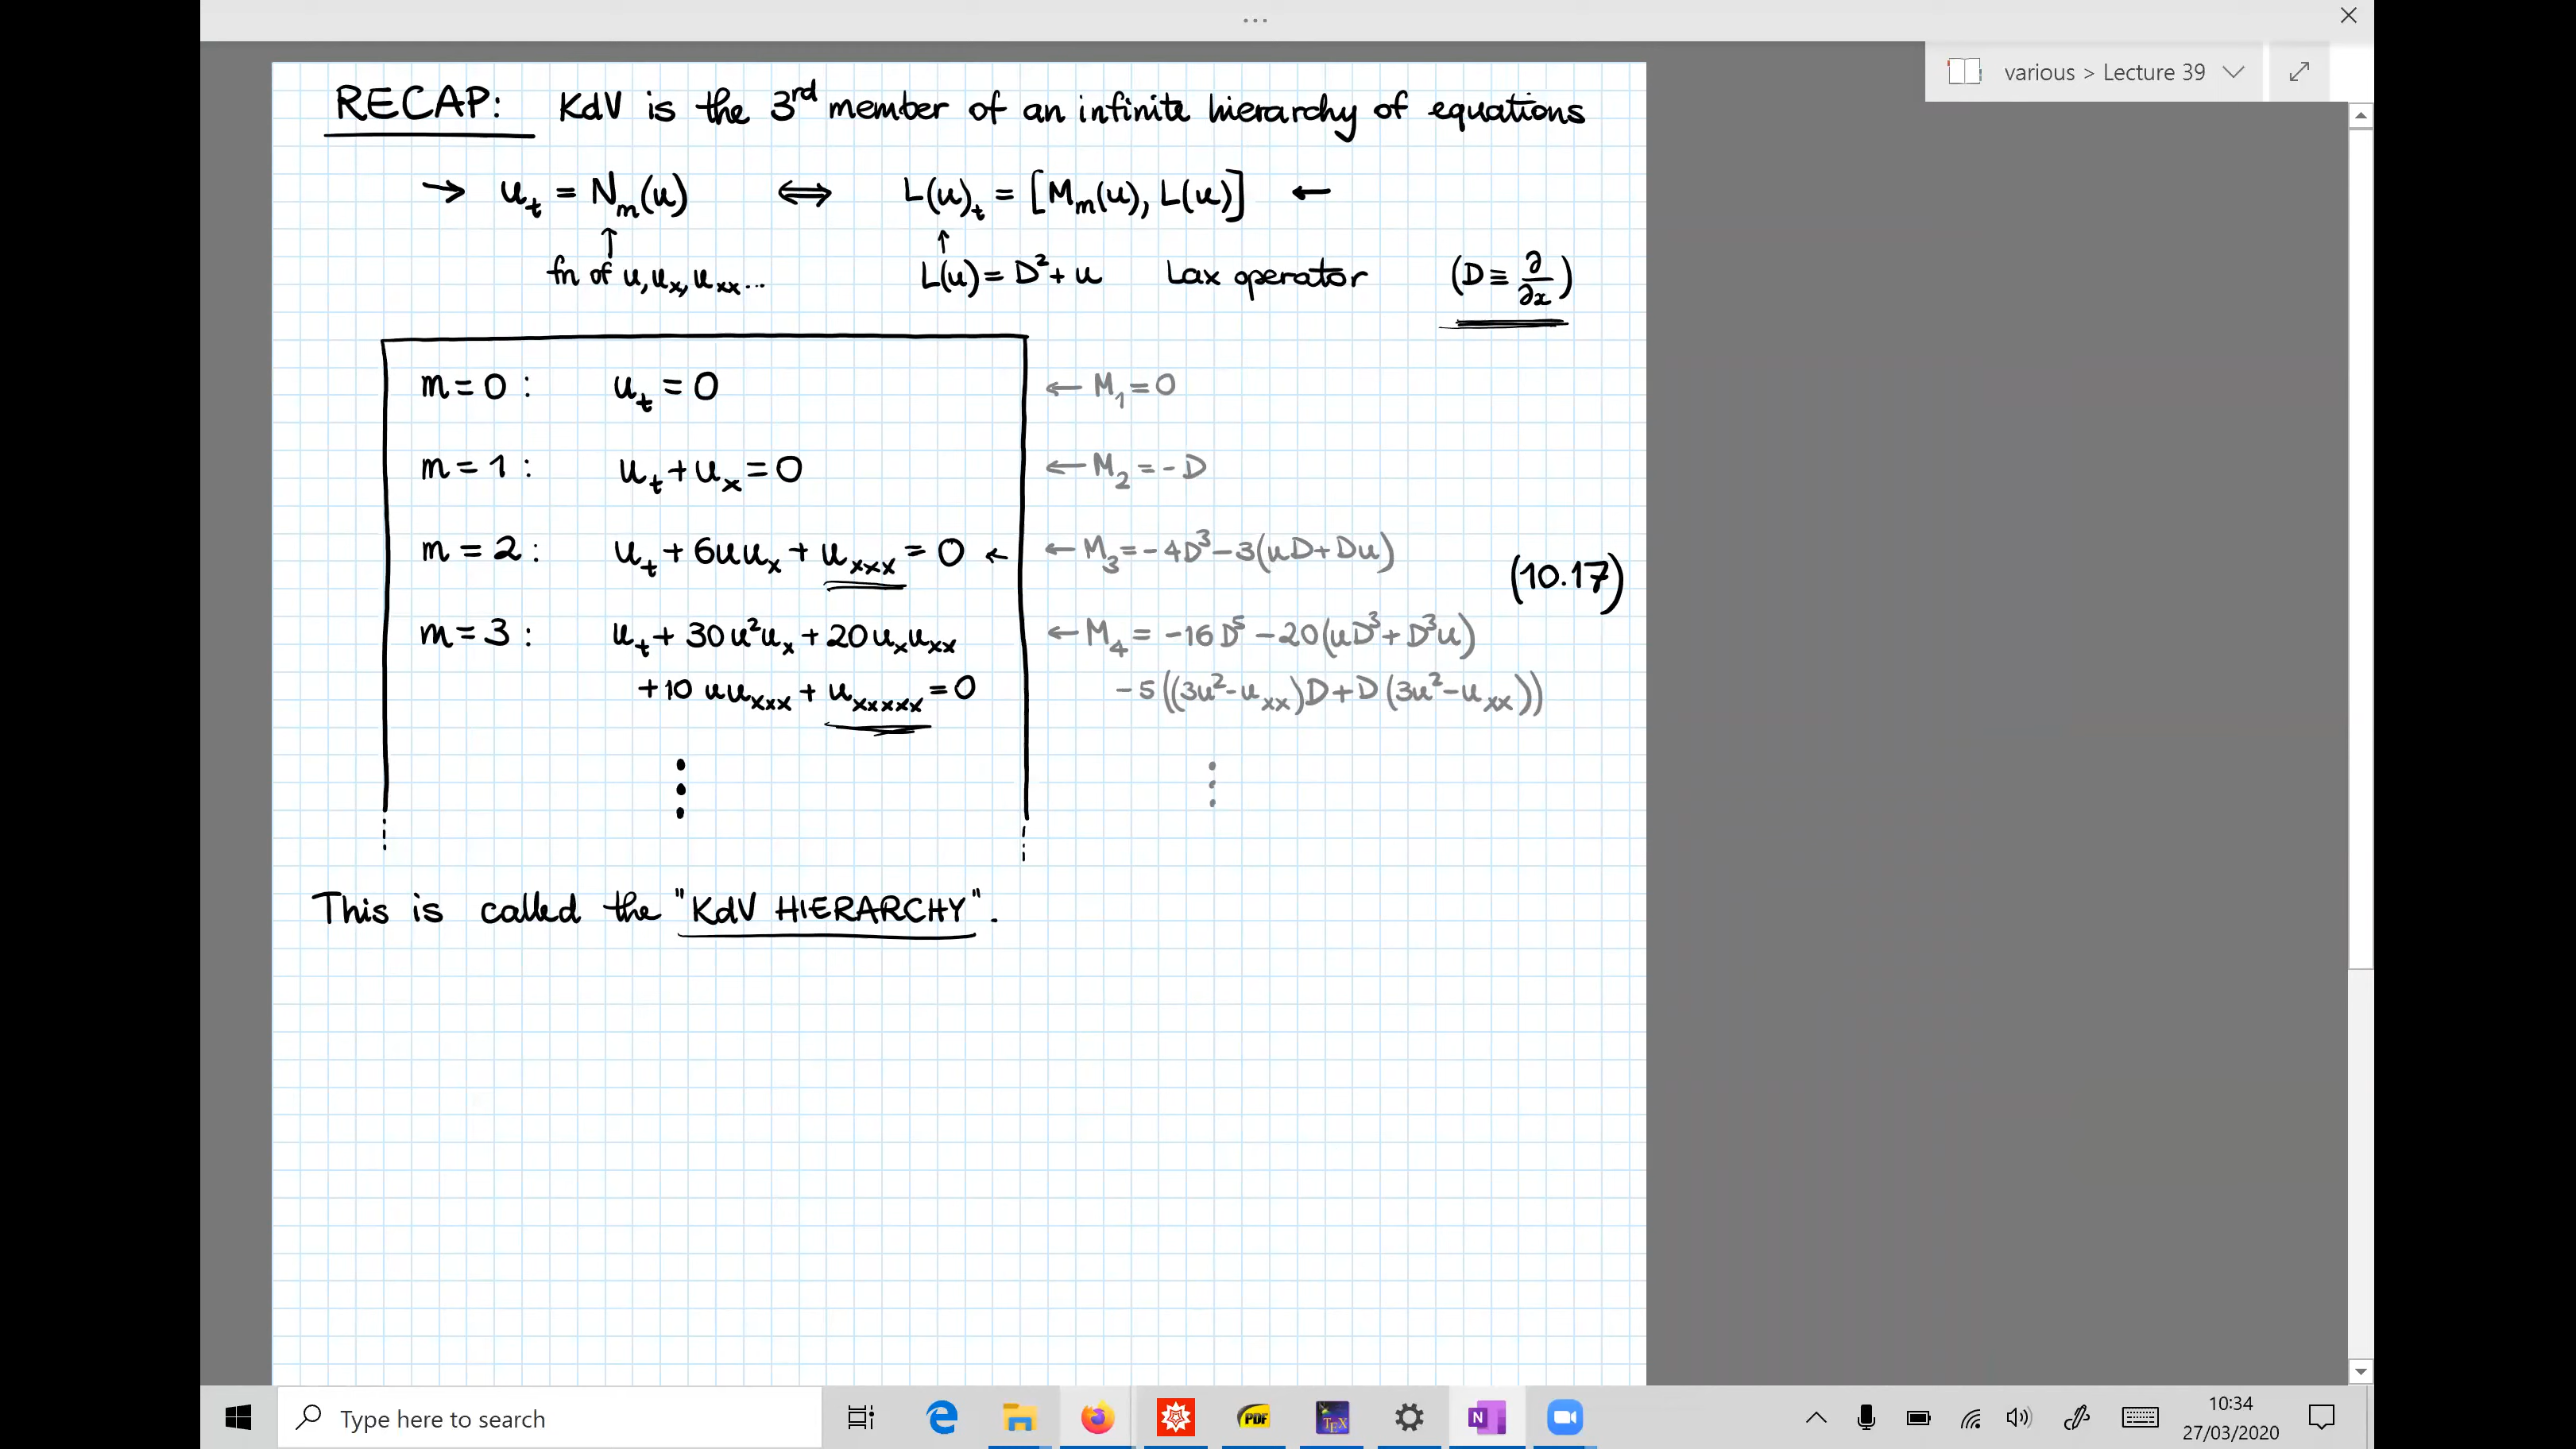 ...
various > Lecture 39
RECAP: KdV is the 3rd member of an infinite hierarchy of equations
→ u_t = N_m(u) ⟺ L(u)_t = [M_m(u), L(u)] ←
↑ ↑
fn of u, u_x, u_xx... L(u) = D² + u Lax operator (D ≡ ∂/∂x)
m = 0 : u_t = 0 ← M_1 = 0
m = 1 : u_t + u_x = 0 ← M_2 = - D
m = 2 : u_t + 6uu_x + u_xxx = 0 ← ← M_3 = - 4D³ - 3(uD + Du)
(10.17)
m = 3 : u_t + 30u²u_x + 20u_xu_xx ← M_4 = -16D⁵ - 20(uD³ + D³u)
+ 10 uu_xxx + u_xxxxx = 0 - 5((3u² - u_xx)D + D(3u² - u_xx))
This is called the "KdV HIERARCHY".
Type here to search
PDF
TEX
N
10:34
27/03/2020